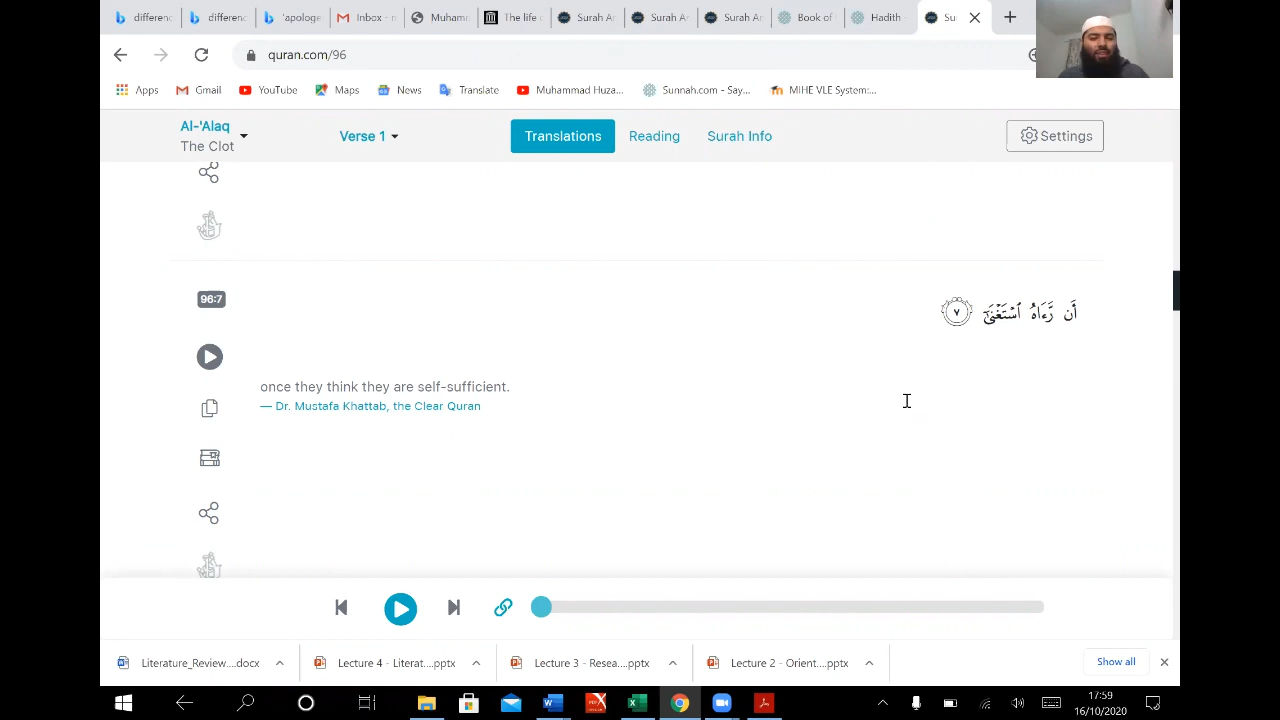 differenc
differenc
'apologe
Inbox - n
Muham
The life o
Surah Ar
Surah Ar
Surah Ar
Book of
Hadith -
Su
quran.com/96
Apps
Gmail
YouTube
Maps
News
Translate
Muhammad Huza...
Sunnah.com - Say...
MIHE VLE System:...
Al-'Alaq
The Clot
Verse 1
Translations
Reading
Surah Info
Settings
96:7
أَن رَّءَاهُ ٱسْتَغْنَىٰٓ ٧
once they think they are self-sufficient.
— Dr. Mustafa Khattab, the Clear Quran
Literature_Review....docx
Lecture 4 - Literat....pptx
Lecture 3 - Resea....pptx
Lecture 2 - Orient....pptx
Show all
17:59
16/10/2020